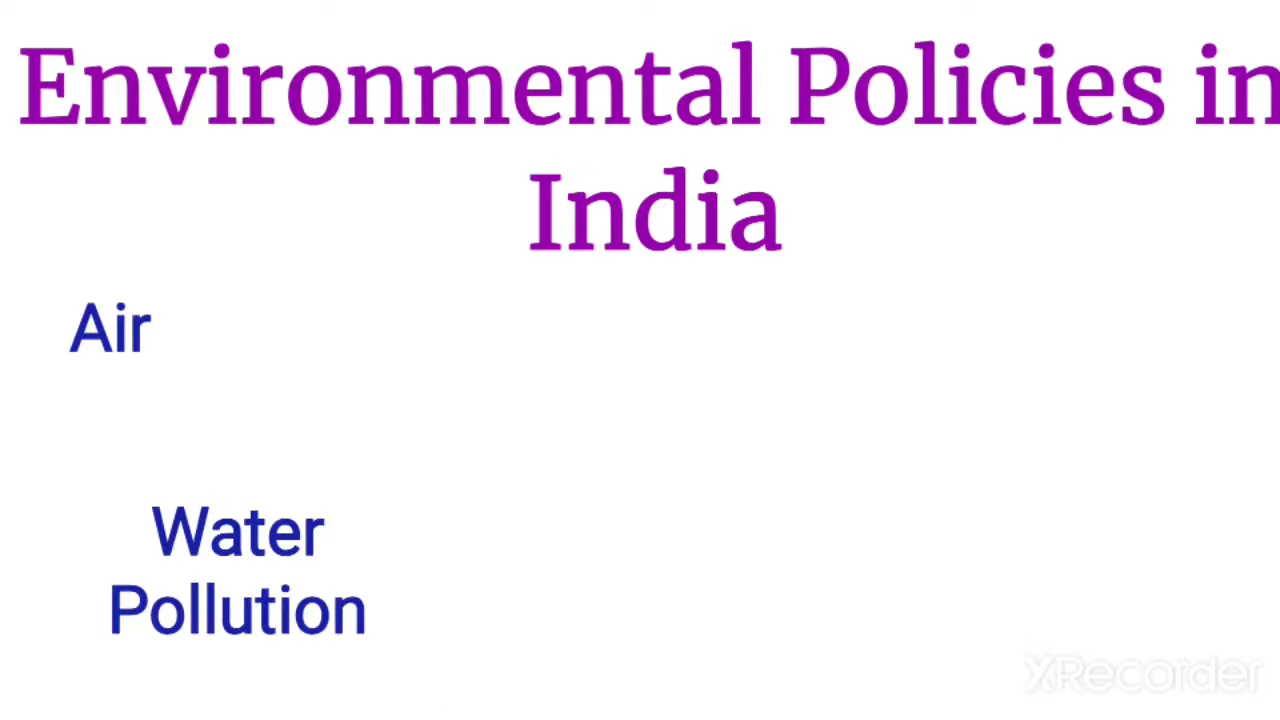 Environmental Policies in
India
Air
Water
Pollution
XRecorder